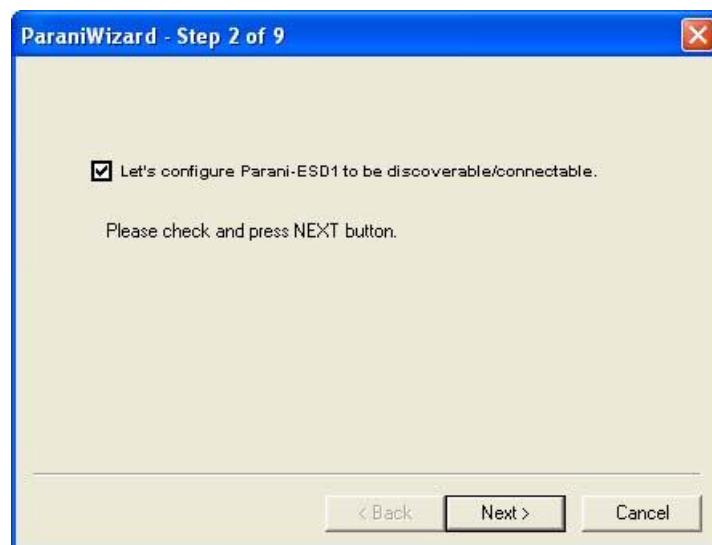 ParaniWizard - Step 2 of 9
Let's configure Parani-ESD1 to be discoverable/connectable.
Please check and press NEXT button.
< Back Next > Cancel